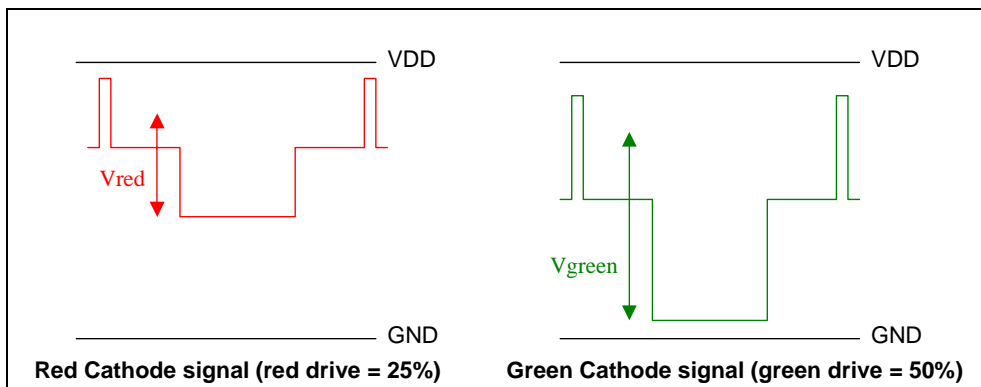 VDD
VDD
Vred
Vgreen
GND
GND
Red Cathode signal (red drive = 25%)
Green Cathode signal (green drive = 50%)